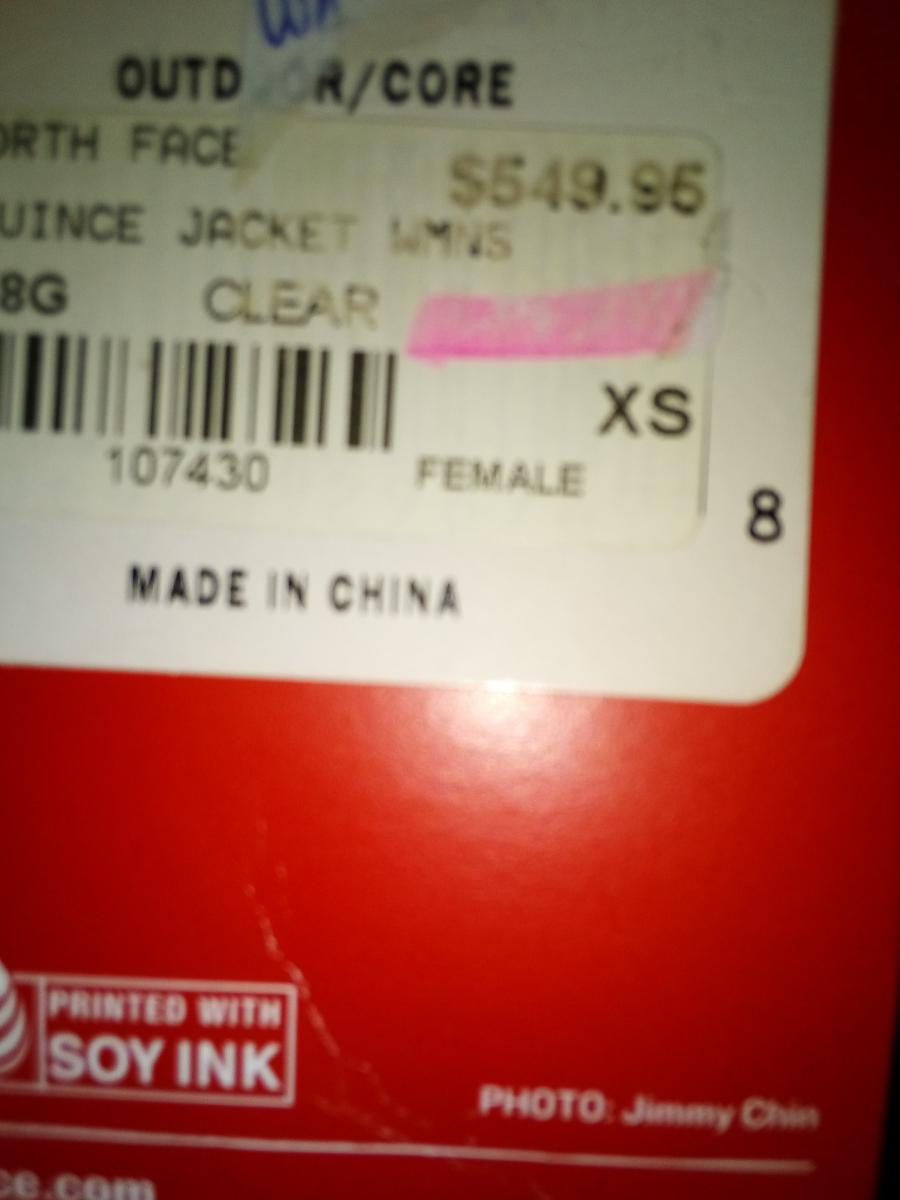 OUTD R/CORE
ORTH FACE
$549.95
UINCE JACKET WMNS
8G CLEAR
XS
107430 FEMALE
8
MADE IN CHINA
PRINTED WITH
SOY INK
PHOTO: Jimmy Chin
ce.com